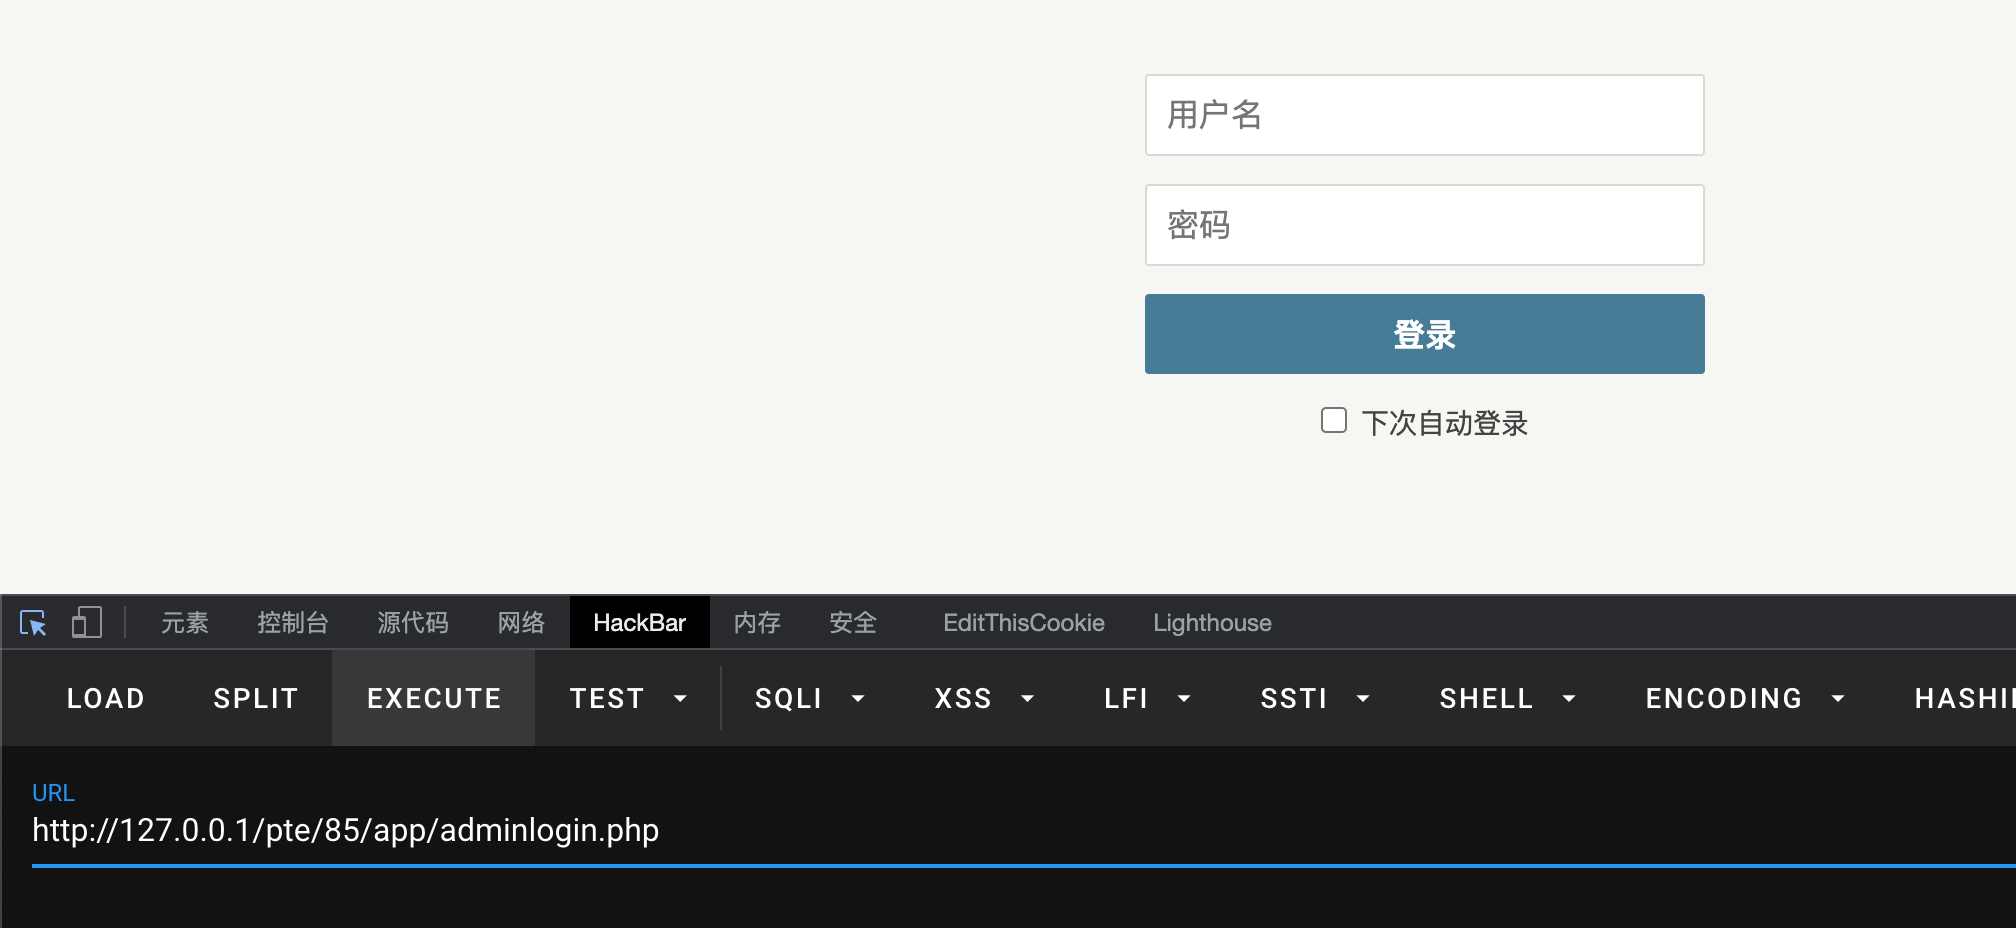 用户名
密码
登录
下次自动登录
元素 控制台 源代码 网络 HackBar 内存 安全 EditThisCookie Lighthouse
LOAD SPLIT EXECUTE TEST SQLI XSS LFI SSTI SHELL ENCODING
URL
http://127.0.0.1/pte/85/app/adminlogin.php